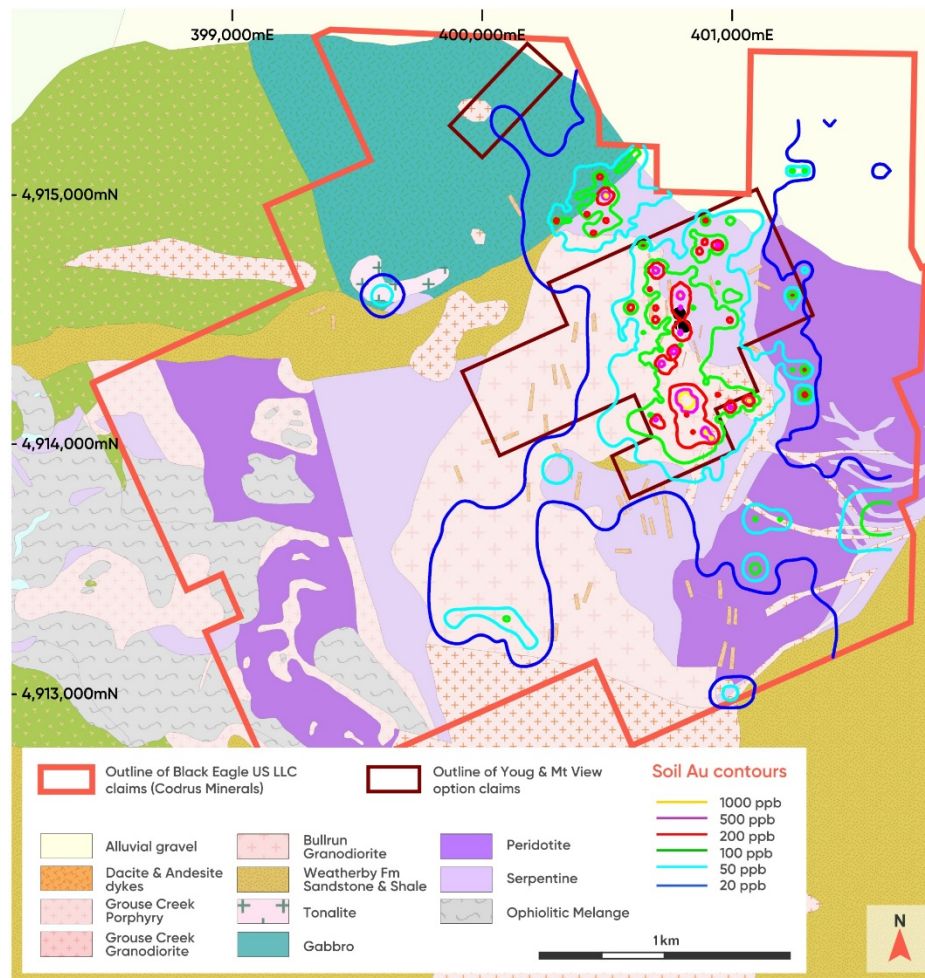 399,000mE
400,000mE
401,000mE
4,915,000mN
4,914,000mN
4,913,000mN
Outline of Black Eagle US LLC
claims (Codrus Minerals)
Outline of Youg & Mt View
option claims
Soil Au contours
1000 ppb
500 ppb
200 ppb
100 ppb
50 ppb
20 ppb
Alluvial gravel
Dacite & Andesite
dykes
Grouse Creek
Porphyry
Grouse Creek
Granodiorite
Bullrun
Granodiorite
Weatherby Fm
Sandstone & Shale
Tonalite
Gabbro
Peridotite
Serpentine
Ophiolitic Melange
1km
N